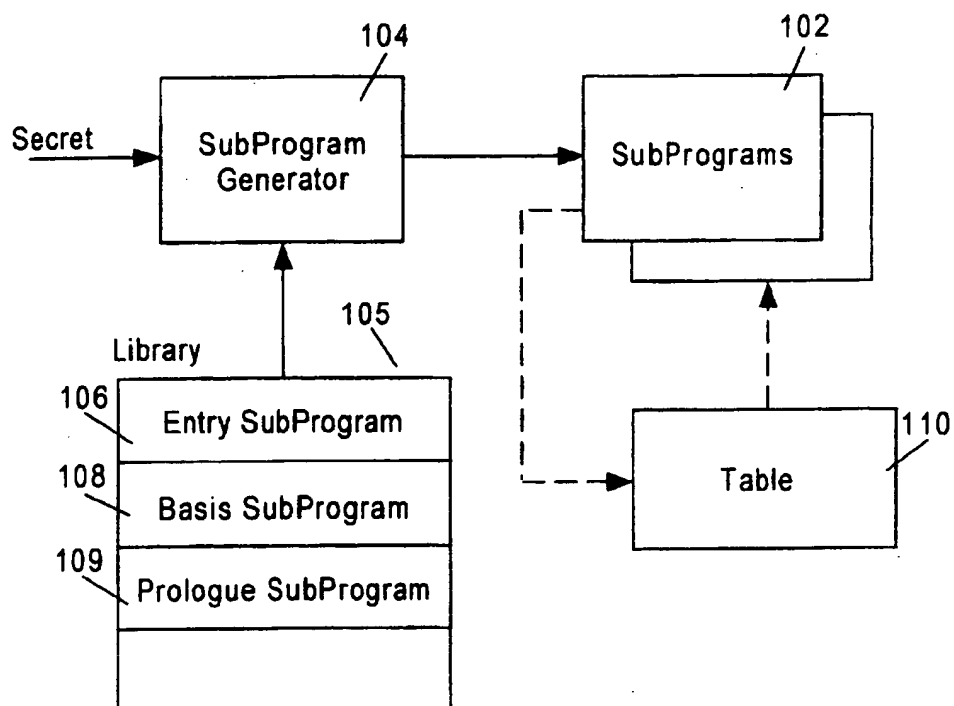 104
102
Secret
SubProgram
Generator
SubPrograms
105
Library
106
Entry SubProgram
110
108
Basis SubProgram
Table
109
Prologue SubProgram